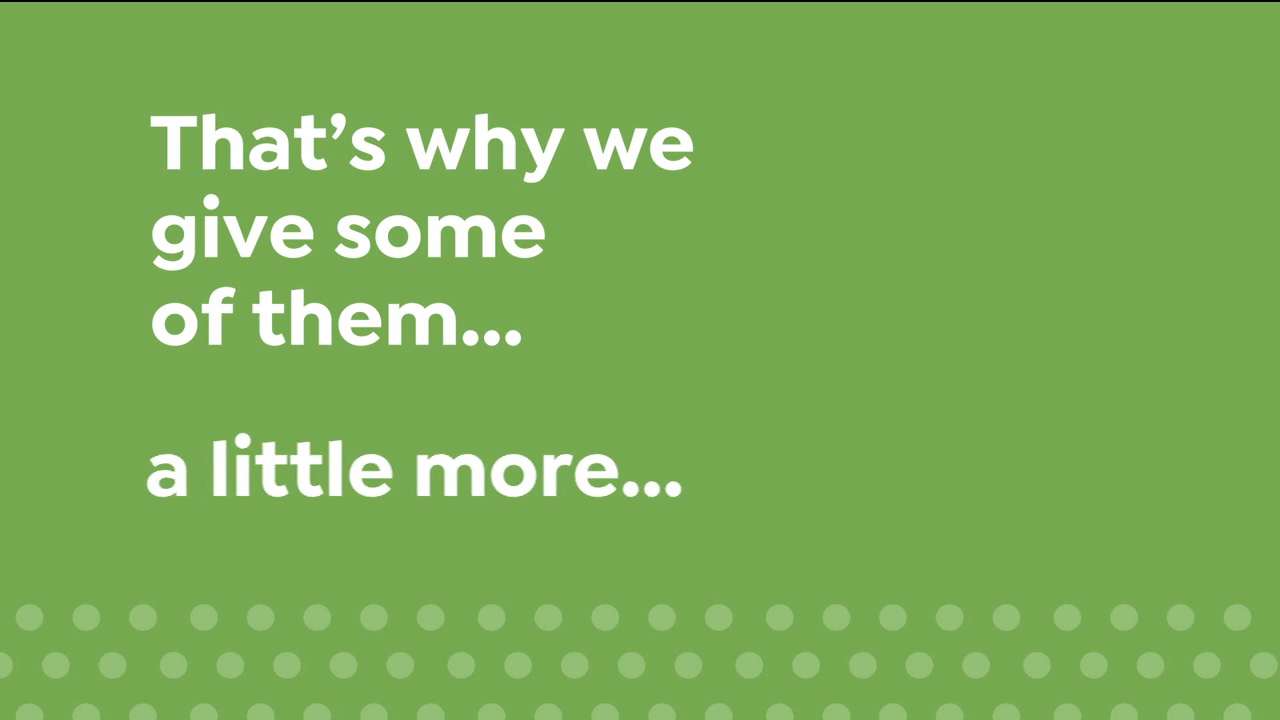 That’s why we
give some
of them...
a little more...